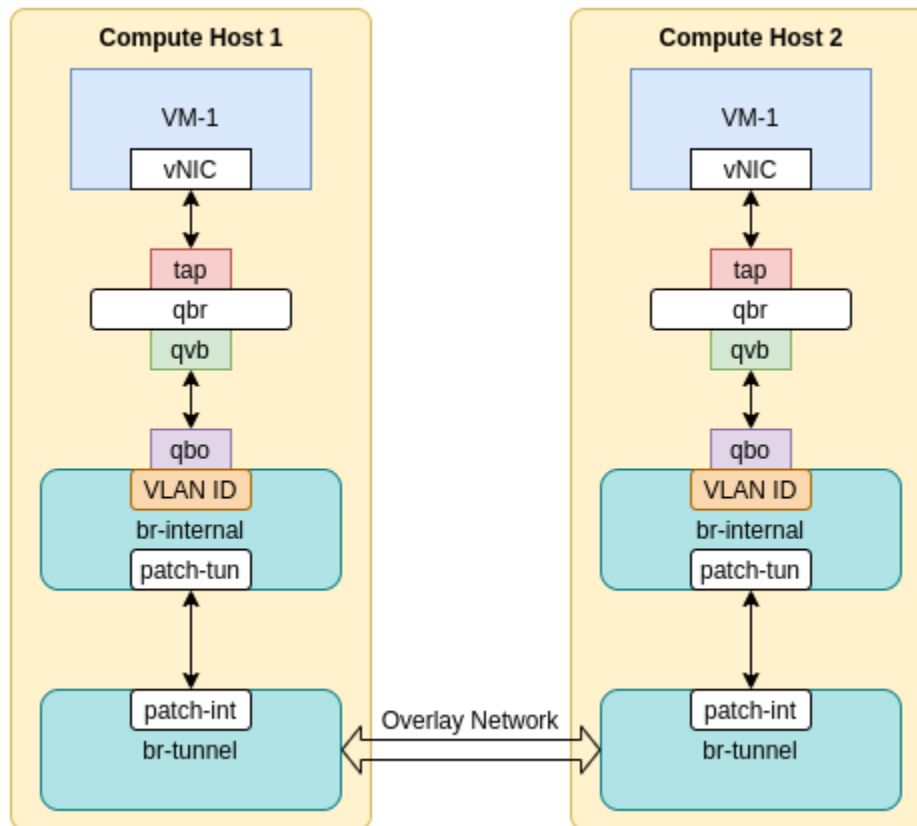 Compute Host 1
VM-1
vNIC
tap
qbr
qvb
qbo
VLAN ID
br-internal
patch-tun
patch-int
br-tunnel
Overlay Network
Compute Host 2
VM-1
vNIC
tap
qbr
qvb
qbo
VLAN ID
br-internal
patch-tun
patch-int
br-tunnel